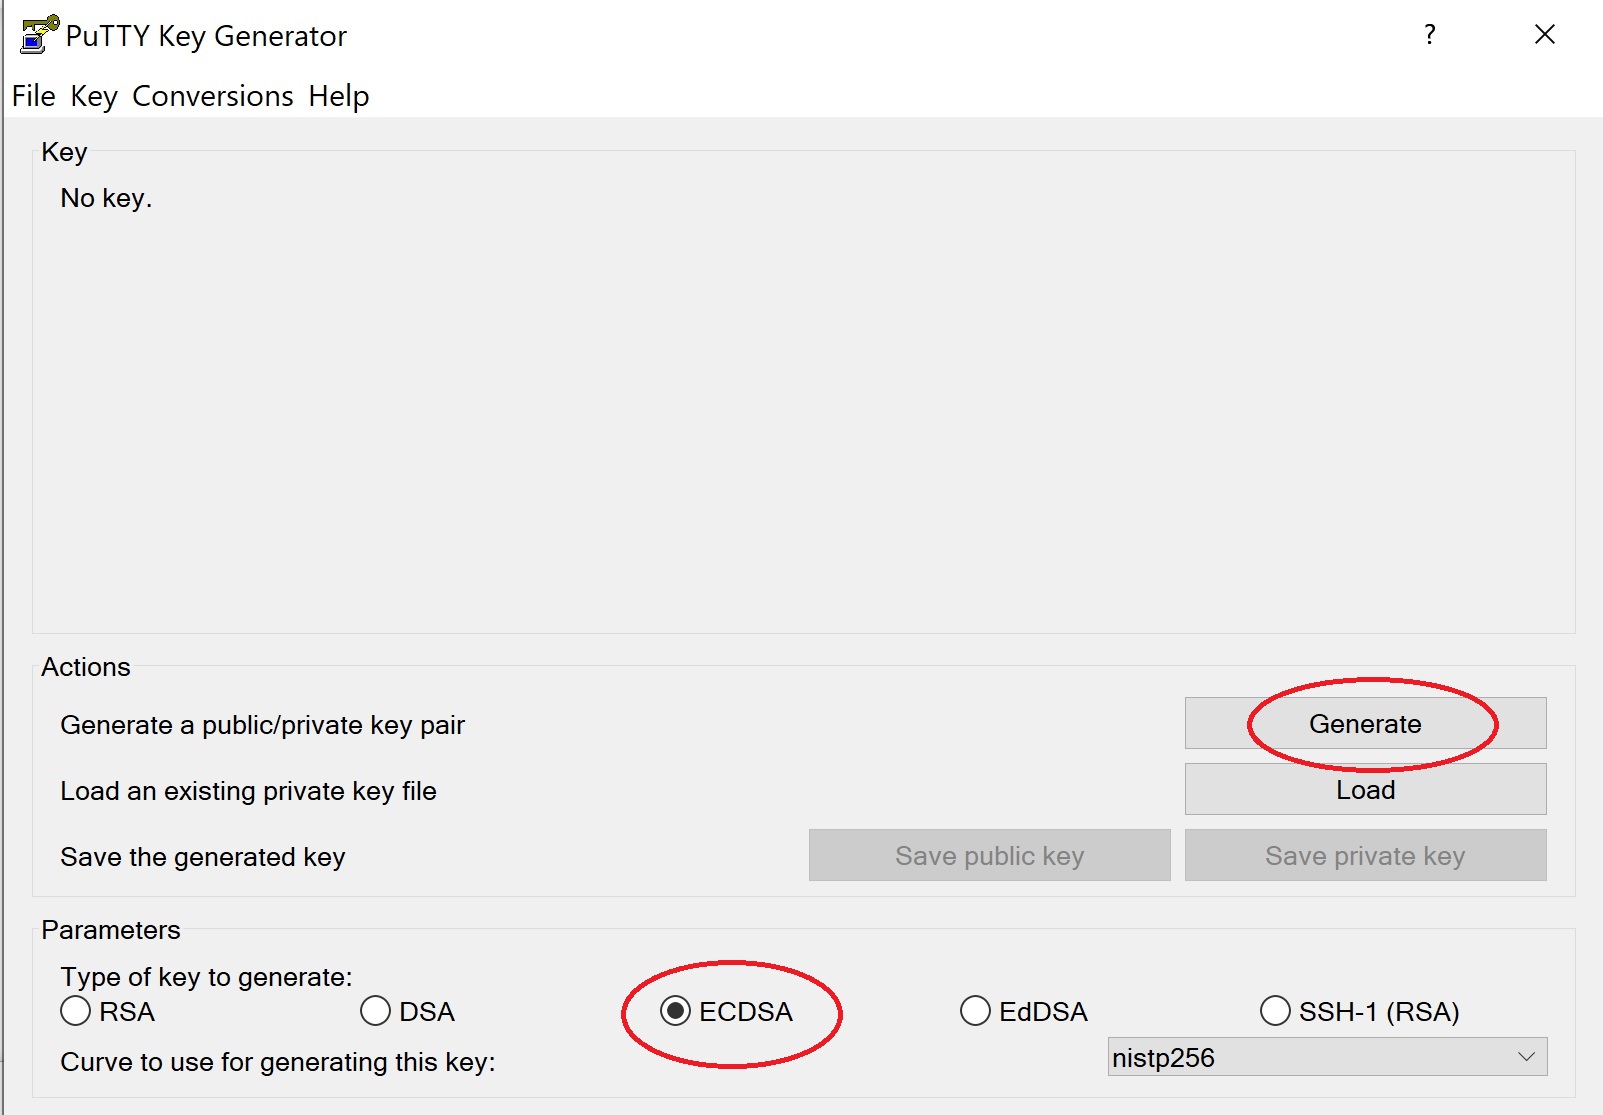 PuTTY Key Generator ?
File Key Conversions Help
Key
No key.
Actions
Generate a public/private key pair Generate
Load an existing private key file Load
Save the generated key Save public key Save private key
Parameters
Type of key to generate:
RSA DSA ECDSA EdDSA SSH-1 (RSA)
Curve to use for generating this key: nistp256